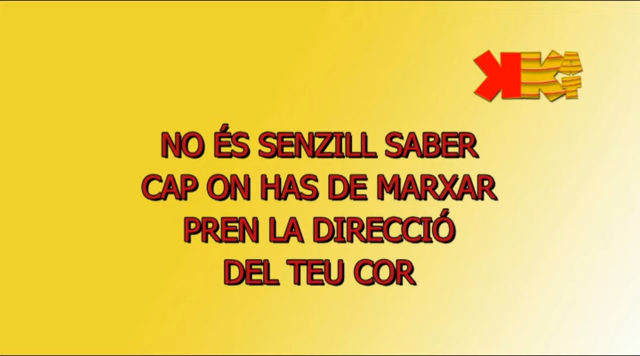 NO ÉS SENZILL SABER
CAP ON HAS DE MARXAR
PREN LA DIRECCIÓ
DEL TEU COR